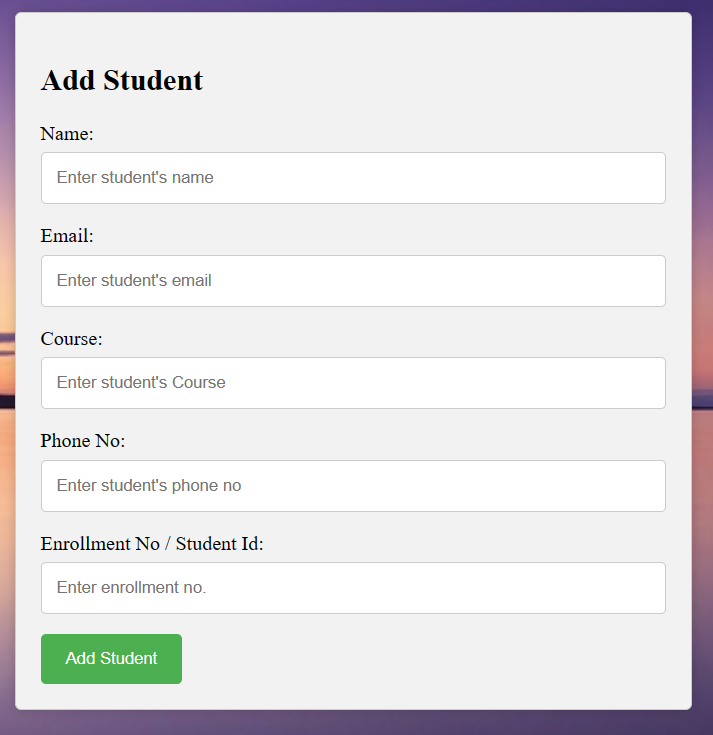 Add Student
Name:
Enter student's name
Email:
Enter student's email
Course:
Enter student's Course
Phone No:
Enter student's phone no
Enrollment No / Student Id:
Enter enrollment no.
Add Student